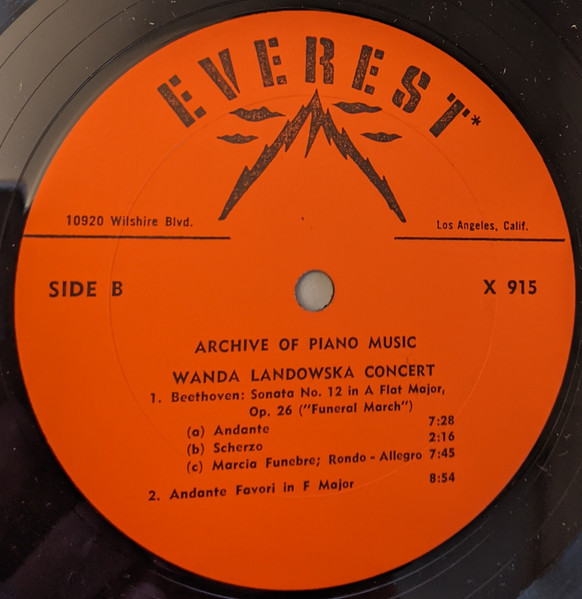 EVEREST*
10920 Wilshire Blvd.
Los Angeles, Calif.
SIDE B
X 915
ARCHIVE OF PIANO MUSIC
WANDA LANDOWSKA CONCERT
1. Beethoven: Sonata No. 12 in A Flat Major,
Op. 26 ("Funeral March")
(a) Andante 7:28
(b) Scherzo 2:16
(c) Marcia Funebre; Rondo - Allegro 7:45
2. Andante Favori in F Major 8:54